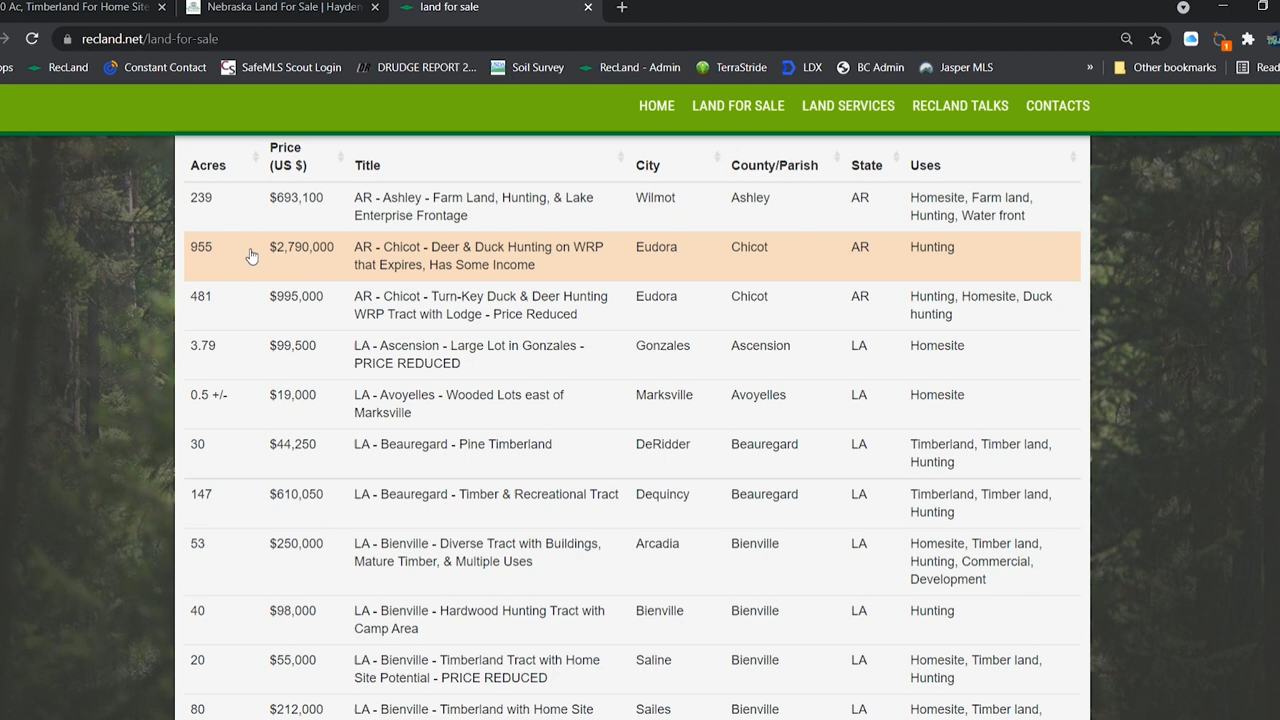 0 Ac, Timberland For Home Site
Nebraska Land For Sale | Hayden
land for sale
recland.net/land-for-sale
1
ps RecLand Constant Contact SafeMLS Scout Login DRUDGE REPORT 2... Soil Survey RecLand - Admin TerraStride LDX BC Admin Jasper MLS » Other bookmarks Read
HOME LAND FOR SALE LAND SERVICES RECLAND TALKS CONTACTS
Acres Price (US $) Title City County/Parish State Uses
239 $693,100 AR - Ashley - Farm Land, Hunting, & Lake Wilmot Ashley AR Homesite, Farm land,
Enterprise Frontage Hunting, Water front
955 $2,790,000 AR - Chicot - Deer & Duck Hunting on WRP Eudora Chicot AR Hunting
that Expires, Has Some Income
481 $995,000 AR - Chicot - Turn-Key Duck & Deer Hunting Eudora Chicot AR Hunting, Homesite, Duck
WRP Tract with Lodge - Price Reduced hunting
3.79 $99,500 LA - Ascension - Large Lot in Gonzales - Gonzales Ascension LA Homesite
PRICE REDUCED
0.5 +/- $19,000 LA - Avoyelles - Wooded Lots east of Marksville Avoyelles LA Homesite
Marksville
30 $44,250 LA - Beauregard - Pine Timberland DeRidder Beauregard LA Timberland, Timber land,
Hunting
147 $610,050 LA - Beauregard - Timber & Recreational Tract Dequincy Beauregard LA Timberland, Timber land,
Hunting
53 $250,000 LA - Bienville - Diverse Tract with Buildings, Arcadia Bienville LA Homesite, Timber land,
Mature Timber, & Multiple Uses Hunting, Commercial,
Development
40 $98,000 LA - Bienville - Hardwood Hunting Tract with Bienville Bienville LA Hunting
Camp Area
20 $55,000 LA - Bienville - Timberland Tract with Home Saline Bienville LA Homesite, Timber land,
Site Potential - PRICE REDUCED Hunting
80 $212,000 LA - Bienville - Timberland with Home Site Sailes Bienville LA Homesite, Timber land,